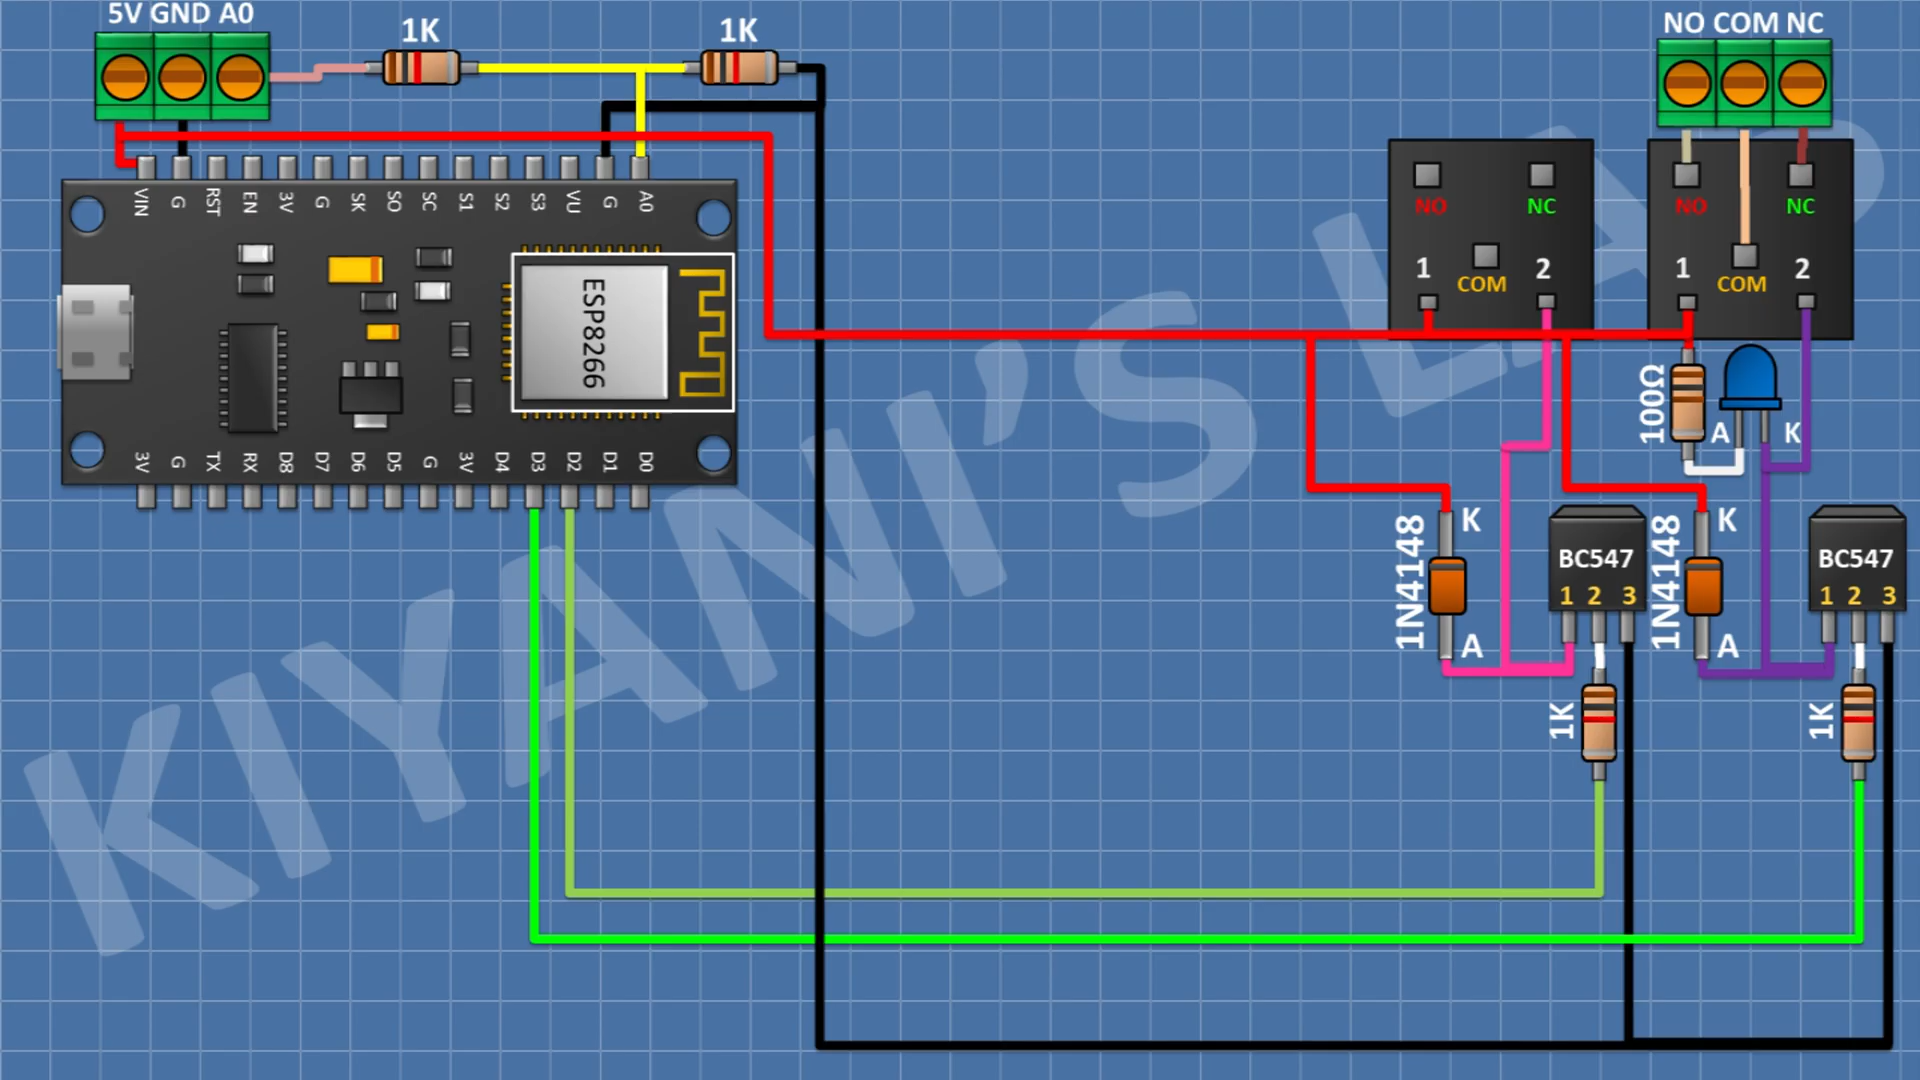 5V GND A0
1K
1K
NO COM NC
VIN G RST EN 3V G SK SO SC S1 S2 S3 VU G A0
NO NC
NO NC
1 COM 2
1 COM 2
ESP8266
100Ω
A K
3V G TX RX D8 D7 D6 D5 G 3V D4 D3 D2 D1 D0
1N4148
K
A
BC547
1 2 3
1N4148
K
A
BC547
1 2 3
1K
1K
KIYANI'S LAB